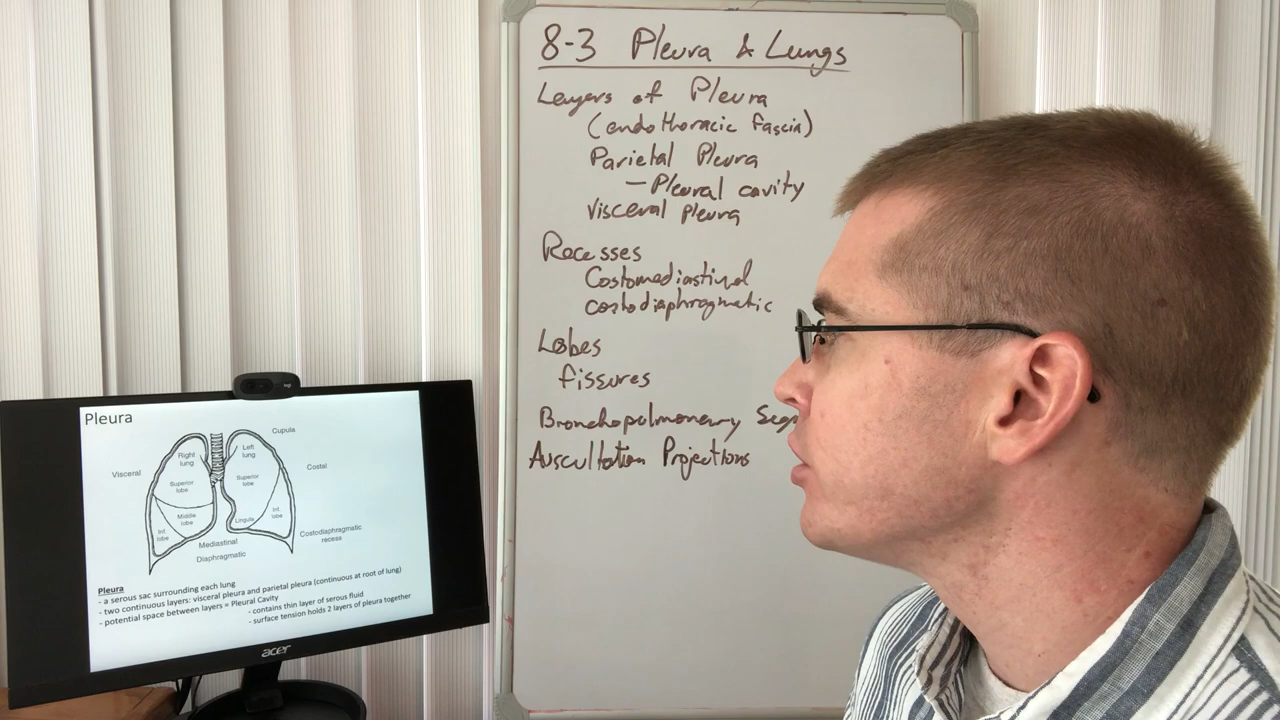 8-3 Pleura & Lungs
Layers of Pleura
(endothoracic fascia)
Parietal Pleura
- Pleural cavity
Visceral Pleura
Recesses
Costomediastinal
costodiaphragmatic
Lobes
fissures
Bronchopulmonary Seg
Auscultation Projections
Pleura
Cupula
Right lung
Left lung
Visceral
Costal
Superior lobe
Superior lobe
Middle lobe
Inf. lobe
Lingula
Inf. lobe
Mediastinal
Diaphragmatic
Costodiaphragmatic recess
Pleura
- a serous sac surrounding each lung
- two continuous layers: visceral pleura and parietal pleura (continuous at root of lung)
- potential space between layers = Pleural Cavity
- contains thin layer of serous fluid
- surface tension holds 2 layers of pleura together
acer
logi